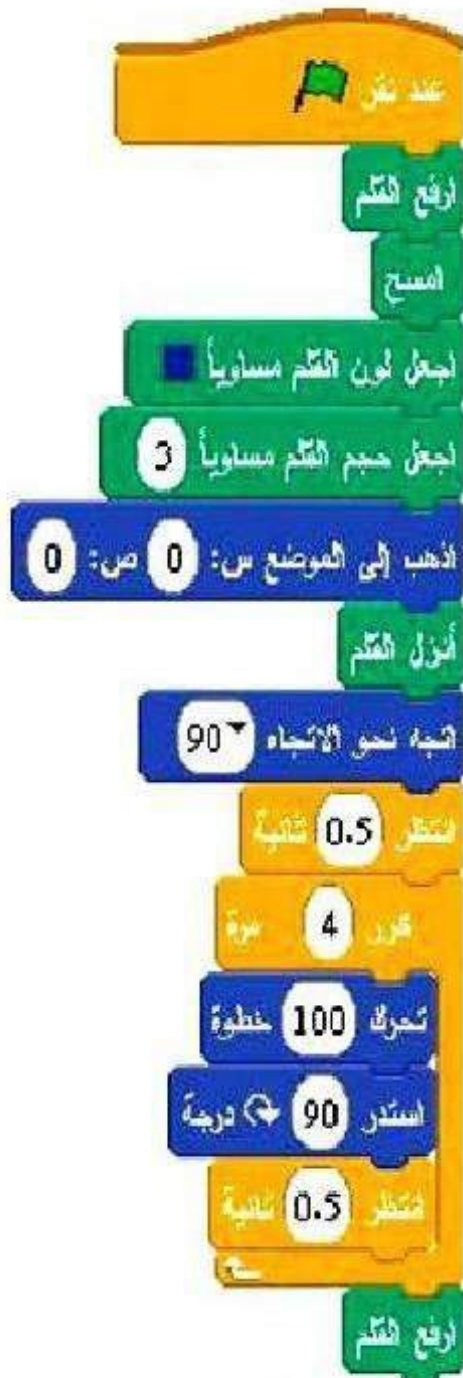 عند نقر
ارفع القلم
امسح
اجعل لون القلم مساوياً
اجعل حجم القلم مساوياً 3
اذهب إلى الموضع س: 0 ص: 0
أنزل القلم
اتجه نحو الاتجاه 90
انتظر 0.5 ثانية
كرر 4 مرة
تحرك 100 خطوة
استدر 90 درجة
انتظر 0.5 ثانية
ارفع القلم